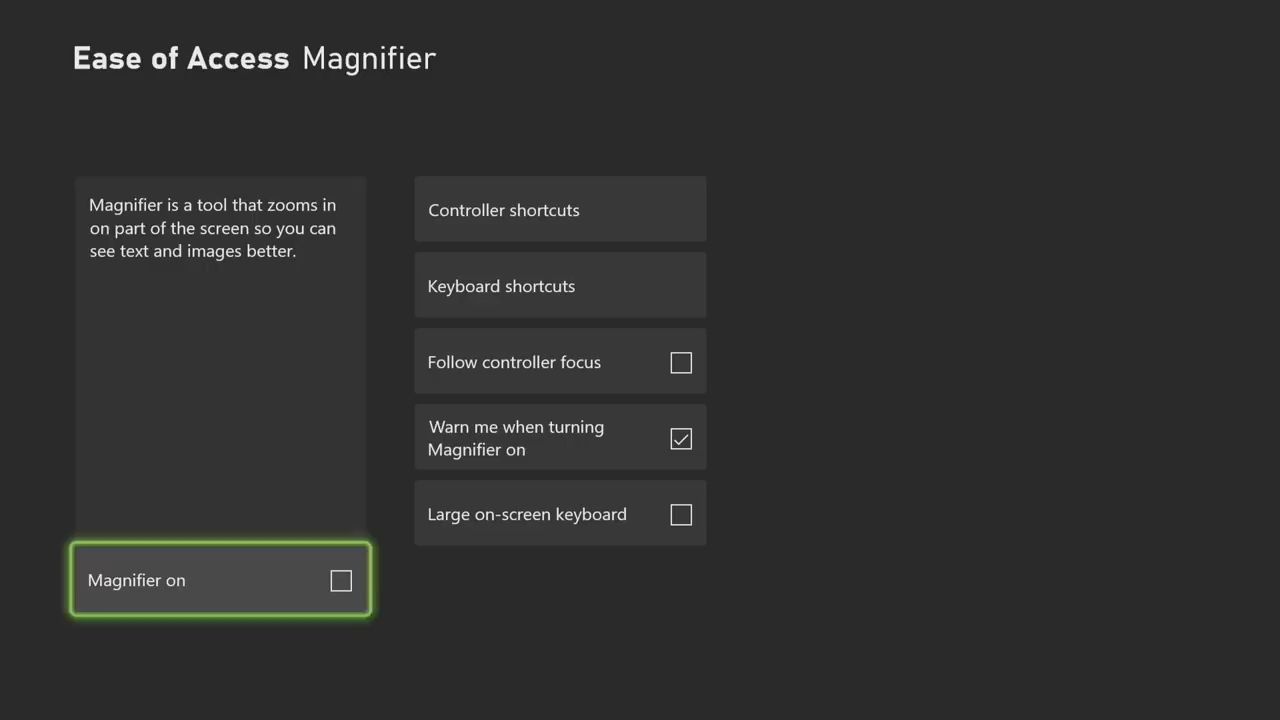 Ease of Access Magnifier
Magnifier is a tool that zooms in
on part of the screen so you can
see text and images better.
Magnifier on
Controller shortcuts
Keyboard shortcuts
Follow controller focus
Warn me when turning
Magnifier on
Large on-screen keyboard